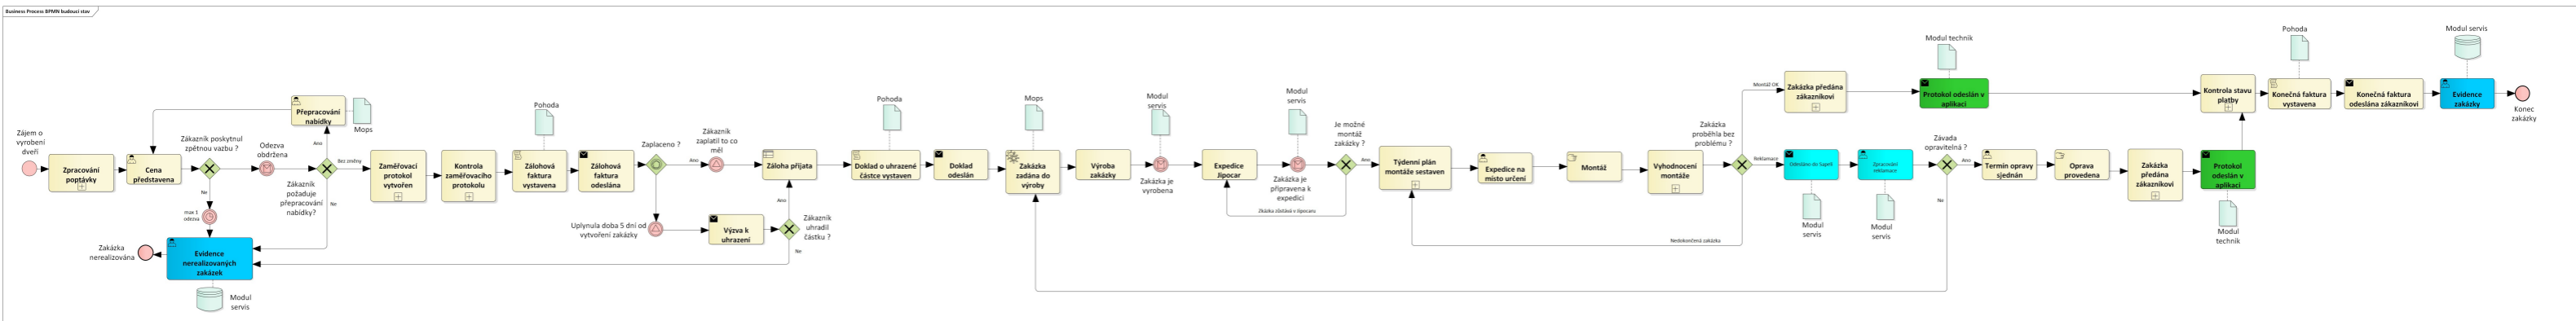 Business Process BPMN budoucí stav
Zájem o
vyrobení
dveří
Zpracování
poptávky
Cena
představena
Přepracování
nabídky
Mops
Zákazník poskytnul
zpětnou vazbu ?
Ne
max 1
odezva
Odezva
obdržena
Ano
Bez změny
Zákazník
požaduje
přepracování
nabídky?
Ne
Zakázka
nerealizována
Evidence
nerealizovaných
zakázek
Modul
servis
Zaměřovací
protokol
vytvořen
Kontrola
zaměřovacího
protokolu
Pohoda
Zálohová
faktura
vystavena
Zálohová
faktura
odeslána
Zaplaceno ?
Ano
Zákazník
zaplatil to co
měl
Uplynula doba 5 dní od
vytvoření zakázky
Výzva k
uhrazení
Záloha přijata
Ano
Zákazník
uhradil
částku ?
Ne
Pohoda
Doklad o uhrazené
částce vystaven
Doklad
odeslán
Mops
Zakázka
zadána do
výroby
Výroba
zakázky
Modul
servis
Zakázka je
vyrobena
Expedice
Jipocar
Modul
servis
Zakázka je
připravena k
expedici
Zkázka zůstává v Jipocaru
Je možné
montáž
zakázky ?
Ano
Týdenní plán
montáže sestaven
Expedice na
místo určení
Montáž
Vyhodnocení
montáže
Nedokončená zakázka
Zakázka
proběhla bez
problému ?
Montáž OK
Reklamace
Zakázka předána
zákazníkovi
Modul technik
Protokol odeslán v
aplikaci
Odesláno do Sapeli
Modul
servis
Zpracování
reklamace
Modul
servis
Závada
opravitelná ?
Ano
Ne
Termín opravy
sjednán
Oprava
provedena
Zakázka
předána
zákazníkovi
Protokol
odeslán v
aplikaci
Modul
technik
Kontrola stavu
platby
Pohoda
Konečná faktura
vystavena
Konečná faktura
odeslána zákazníkovi
Modul servis
Evidence
zakázky
Konec
zakázky